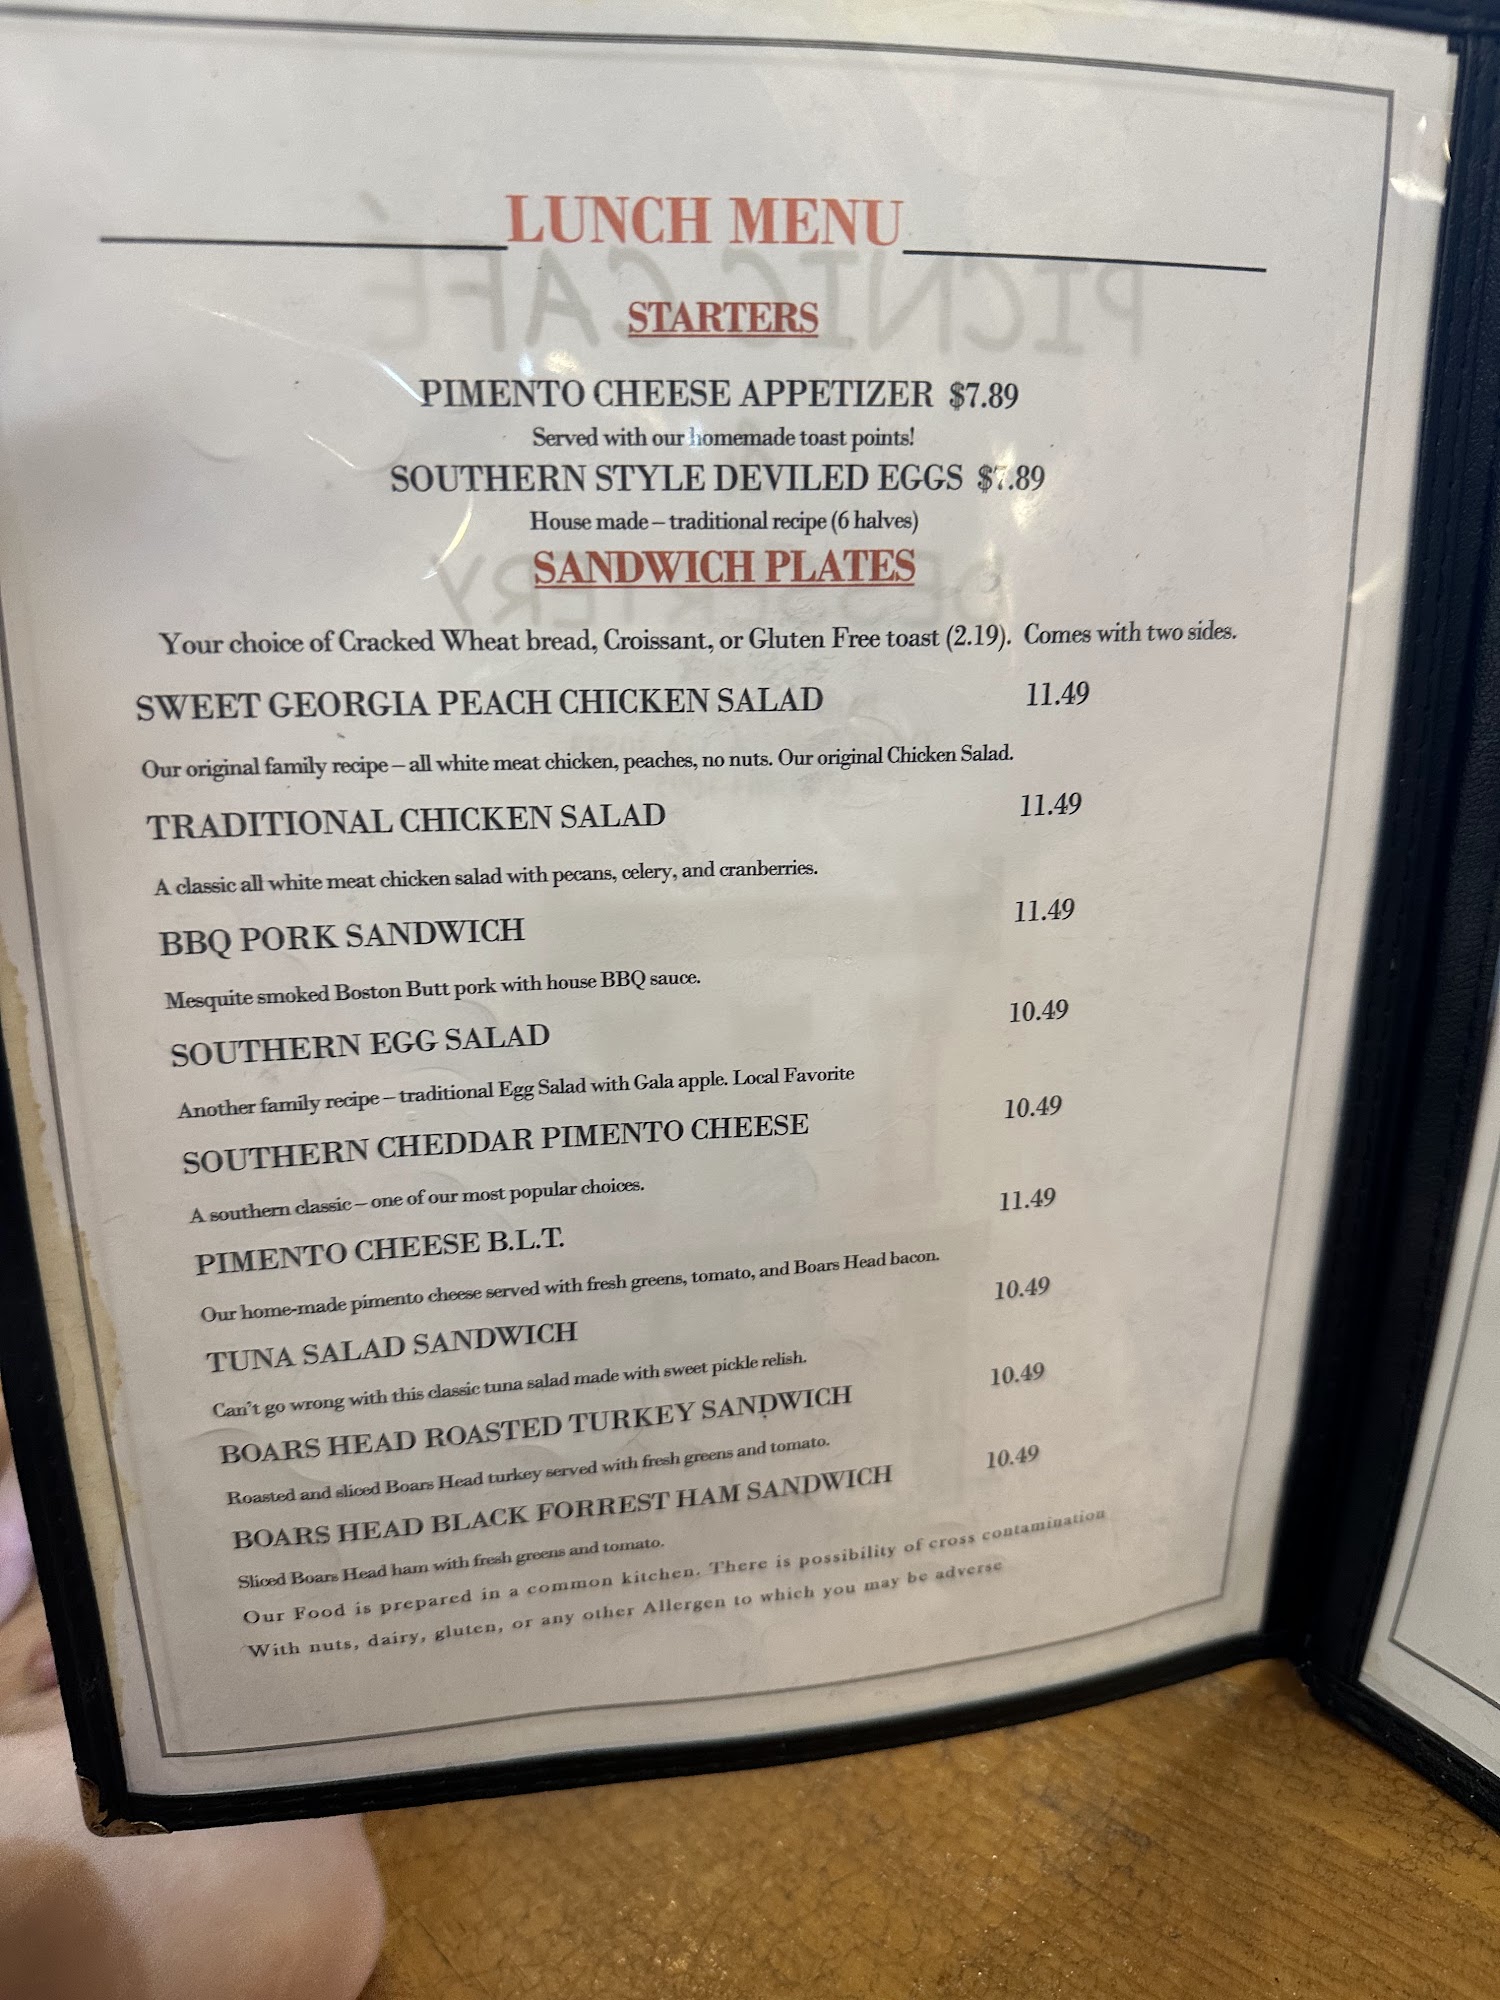 LUNCH MENU
PICNIC CAFÉ
STARTERS
PIMENTO CHEESE APPETIZER $7.89
Served with our homemade toast points!
SOUTHERN STYLE DEVILED EGGS $7.89
House made – traditional recipe (6 halves)
SANDWICH PLATES
Your choice of Cracked Wheat bread, Croissant, or Gluten Free toast (2.19). Comes with two sides.
SWEET GEORGIA PEACH CHICKEN SALAD 11.49
Our original family recipe – all white meat chicken, peaches, no nuts. Our original Chicken Salad.
TRADITIONAL CHICKEN SALAD 11.49
A classic all white meat chicken salad with pecans, celery, and cranberries.
BBQ PORK SANDWICH 11.49
Mesquite smoked Boston Butt pork with house BBQ sauce.
SOUTHERN EGG SALAD 10.49
Another family recipe – traditional Egg Salad with Gala apple. Local Favorite
SOUTHERN CHEDDAR PIMENTO CHEESE 10.49
A southern classic – one of our most popular choices.
PIMENTO CHEESE B.L.T. 11.49
Our home-made pimento cheese served with fresh greens, tomato, and Boars Head bacon.
TUNA SALAD SANDWICH 10.49
Can't go wrong with this classic tuna salad made with sweet pickle relish.
BOARS HEAD ROASTED TURKEY SANDWICH 10.49
Roasted and sliced Boars Head turkey served with fresh greens and tomato.
BOARS HEAD BLACK FORREST HAM SANDWICH 10.49
Sliced Boars Head ham with fresh greens and tomato.
Our Food is prepared in a common kitchen. There is possibility of cross contamination
With nuts, dairy, gluten, or any other Allergen to which you may be adverse